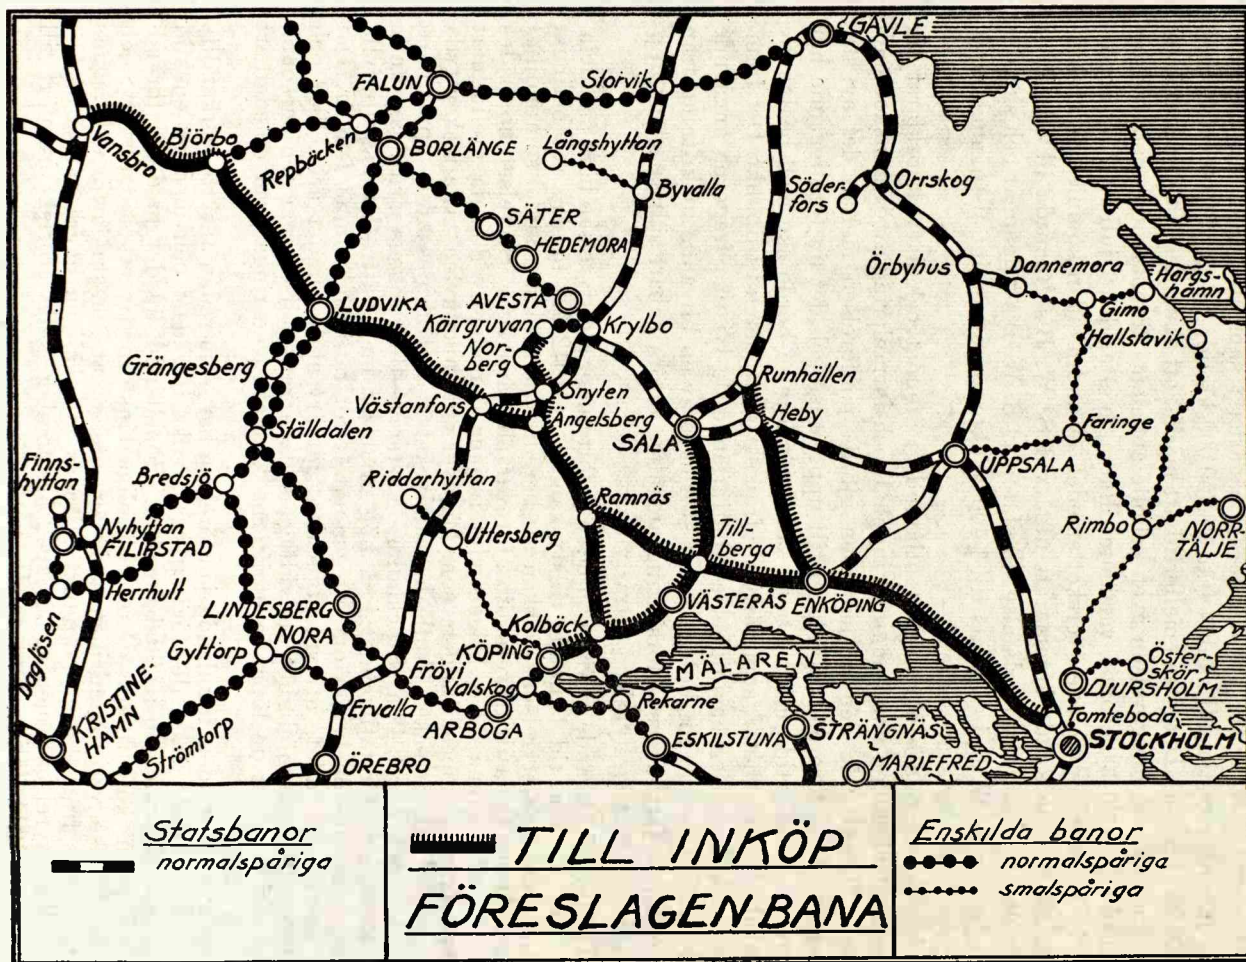 GÄVLE
FALUN
Storvik
Vansbro
Björbo
Repbäcken
BORLÄNGE
Långshyttan
Byvalla
Söder-
fors
Orrskog
SÄTER
HEDEMORA
Örbyhus
Dannemora
Hargs-
hamn
Gimo
LUDVIKA
AVESTA
Kärrgruvan
Krylbo
Nor-
berg
Hallstavik
Grängesberg
Snyten
Runhällen
Västanfors
Ängelsberg
Heby
SALA
Faringe
Ställdalen
UPPSALA
Finns-
hyttan
Bredsjö
Riddarhyttan
Ramnäs
Nyhyttan
FILIPSTAD
Uttersberg
Till-
berga
Rimbo
NORR-
TÄLJE
Herrhult
LINDESBERG
VÄSTERÅS
ENKÖPING
Daglösen
NORA
Gyttorp
Kolbäck
KÖPING
MÄLAREN
Öster-
skär
Frövi
Valskog
DJURSHOLM
KRISTINE-
HAMN
Ervalla
ARBOGA
Rekarne
Tomteboda
Strömtorp
ESKILSTUNA
STRÄNGNÄS
STOCKHOLM
ÖREBRO
MARIEFRED
Statsbanor
normalspåriga
TILL INKÖP
FÖRESLAGEN BANA
Enskilda banor
normalspåriga
smalspåriga